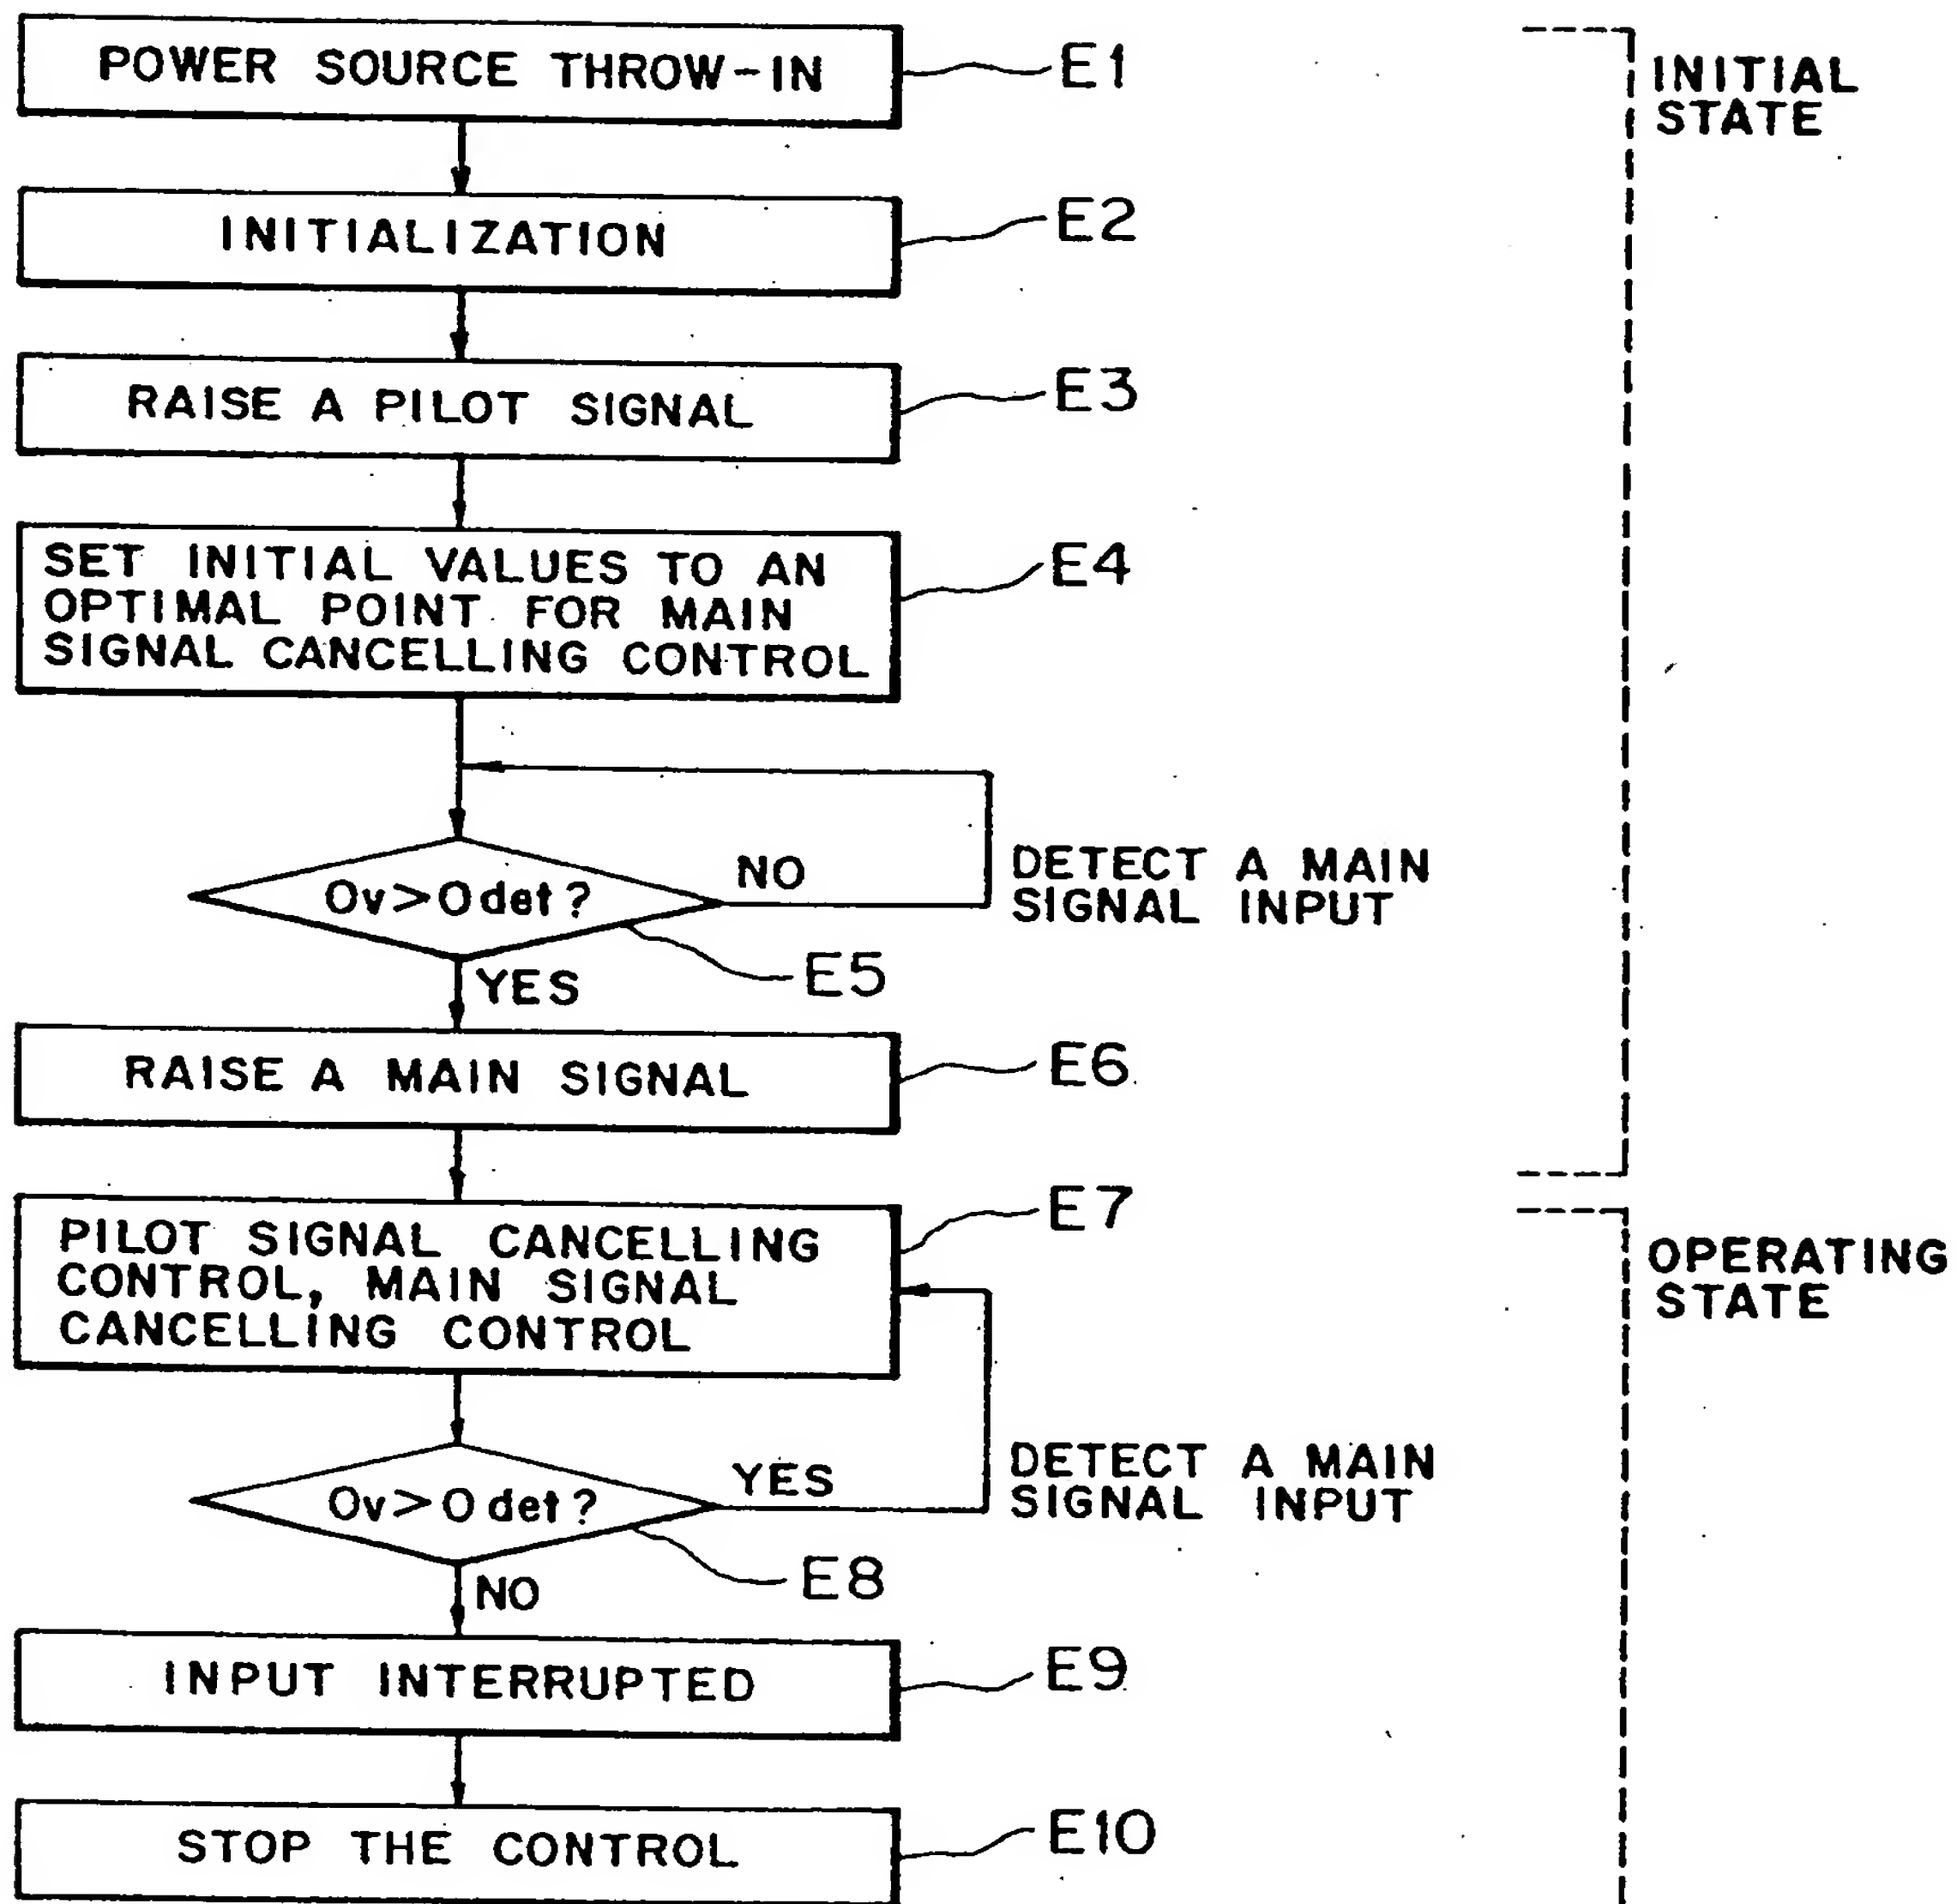 POWER SOURCE THROW-IN
E1
INITIAL
STATE
INITIALIZATION
E2
RAISE A PILOT SIGNAL
E3
SET INITIAL VALUES TO AN
OPTIMAL POINT FOR MAIN
SIGNAL CANCELLING CONTROL
E4
Ov>Odet?
NO
DETECT A MAIN
SIGNAL INPUT
E5
YES
RAISE A MAIN SIGNAL
E6
PILOT SIGNAL CANCELLING
CONTROL, MAIN SIGNAL
CANCELLING CONTROL
E7
OPERATING
STATE
Ov>Odet?
YES
DETECT A MAIN
SIGNAL INPUT
E8
NO
INPUT INTERRUPTED
E9
STOP THE CONTROL
E10